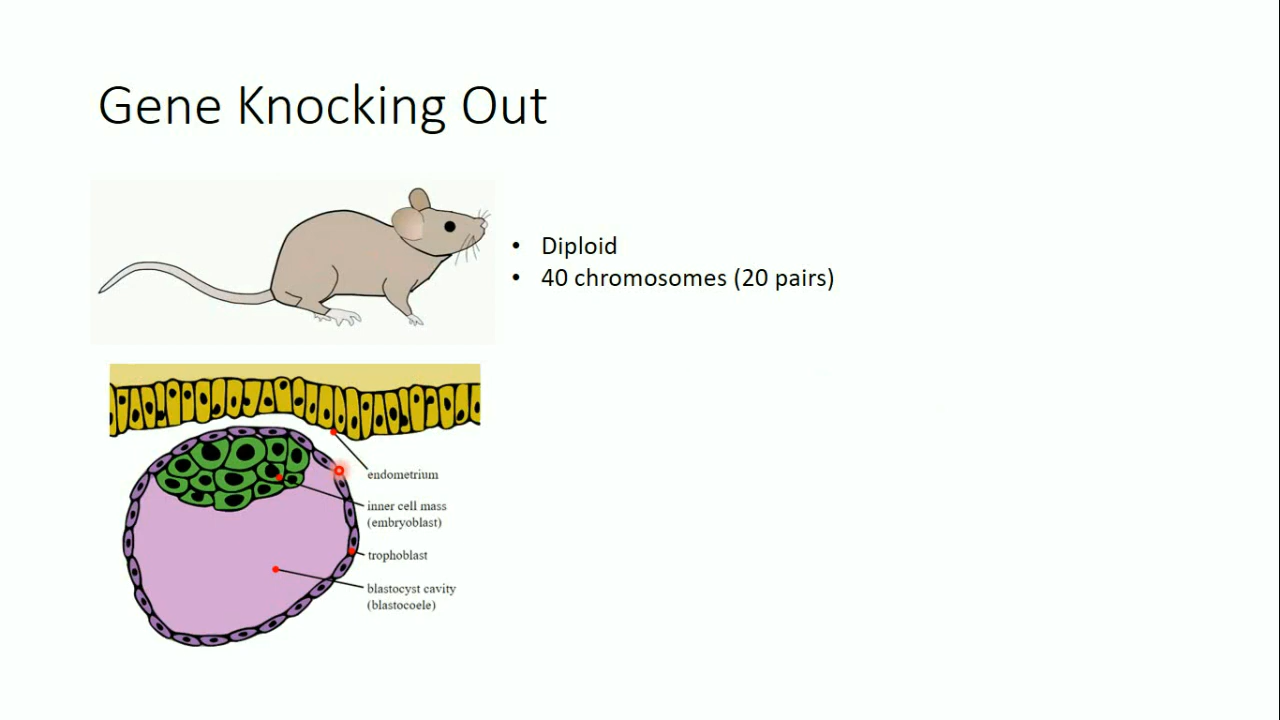 Gene Knocking Out
• Diploid
• 40 chromosomes (20 pairs)
endometrium
inner cell mass
(embryoblast)
trophoblast
blastocyst cavity
(blastocoele)